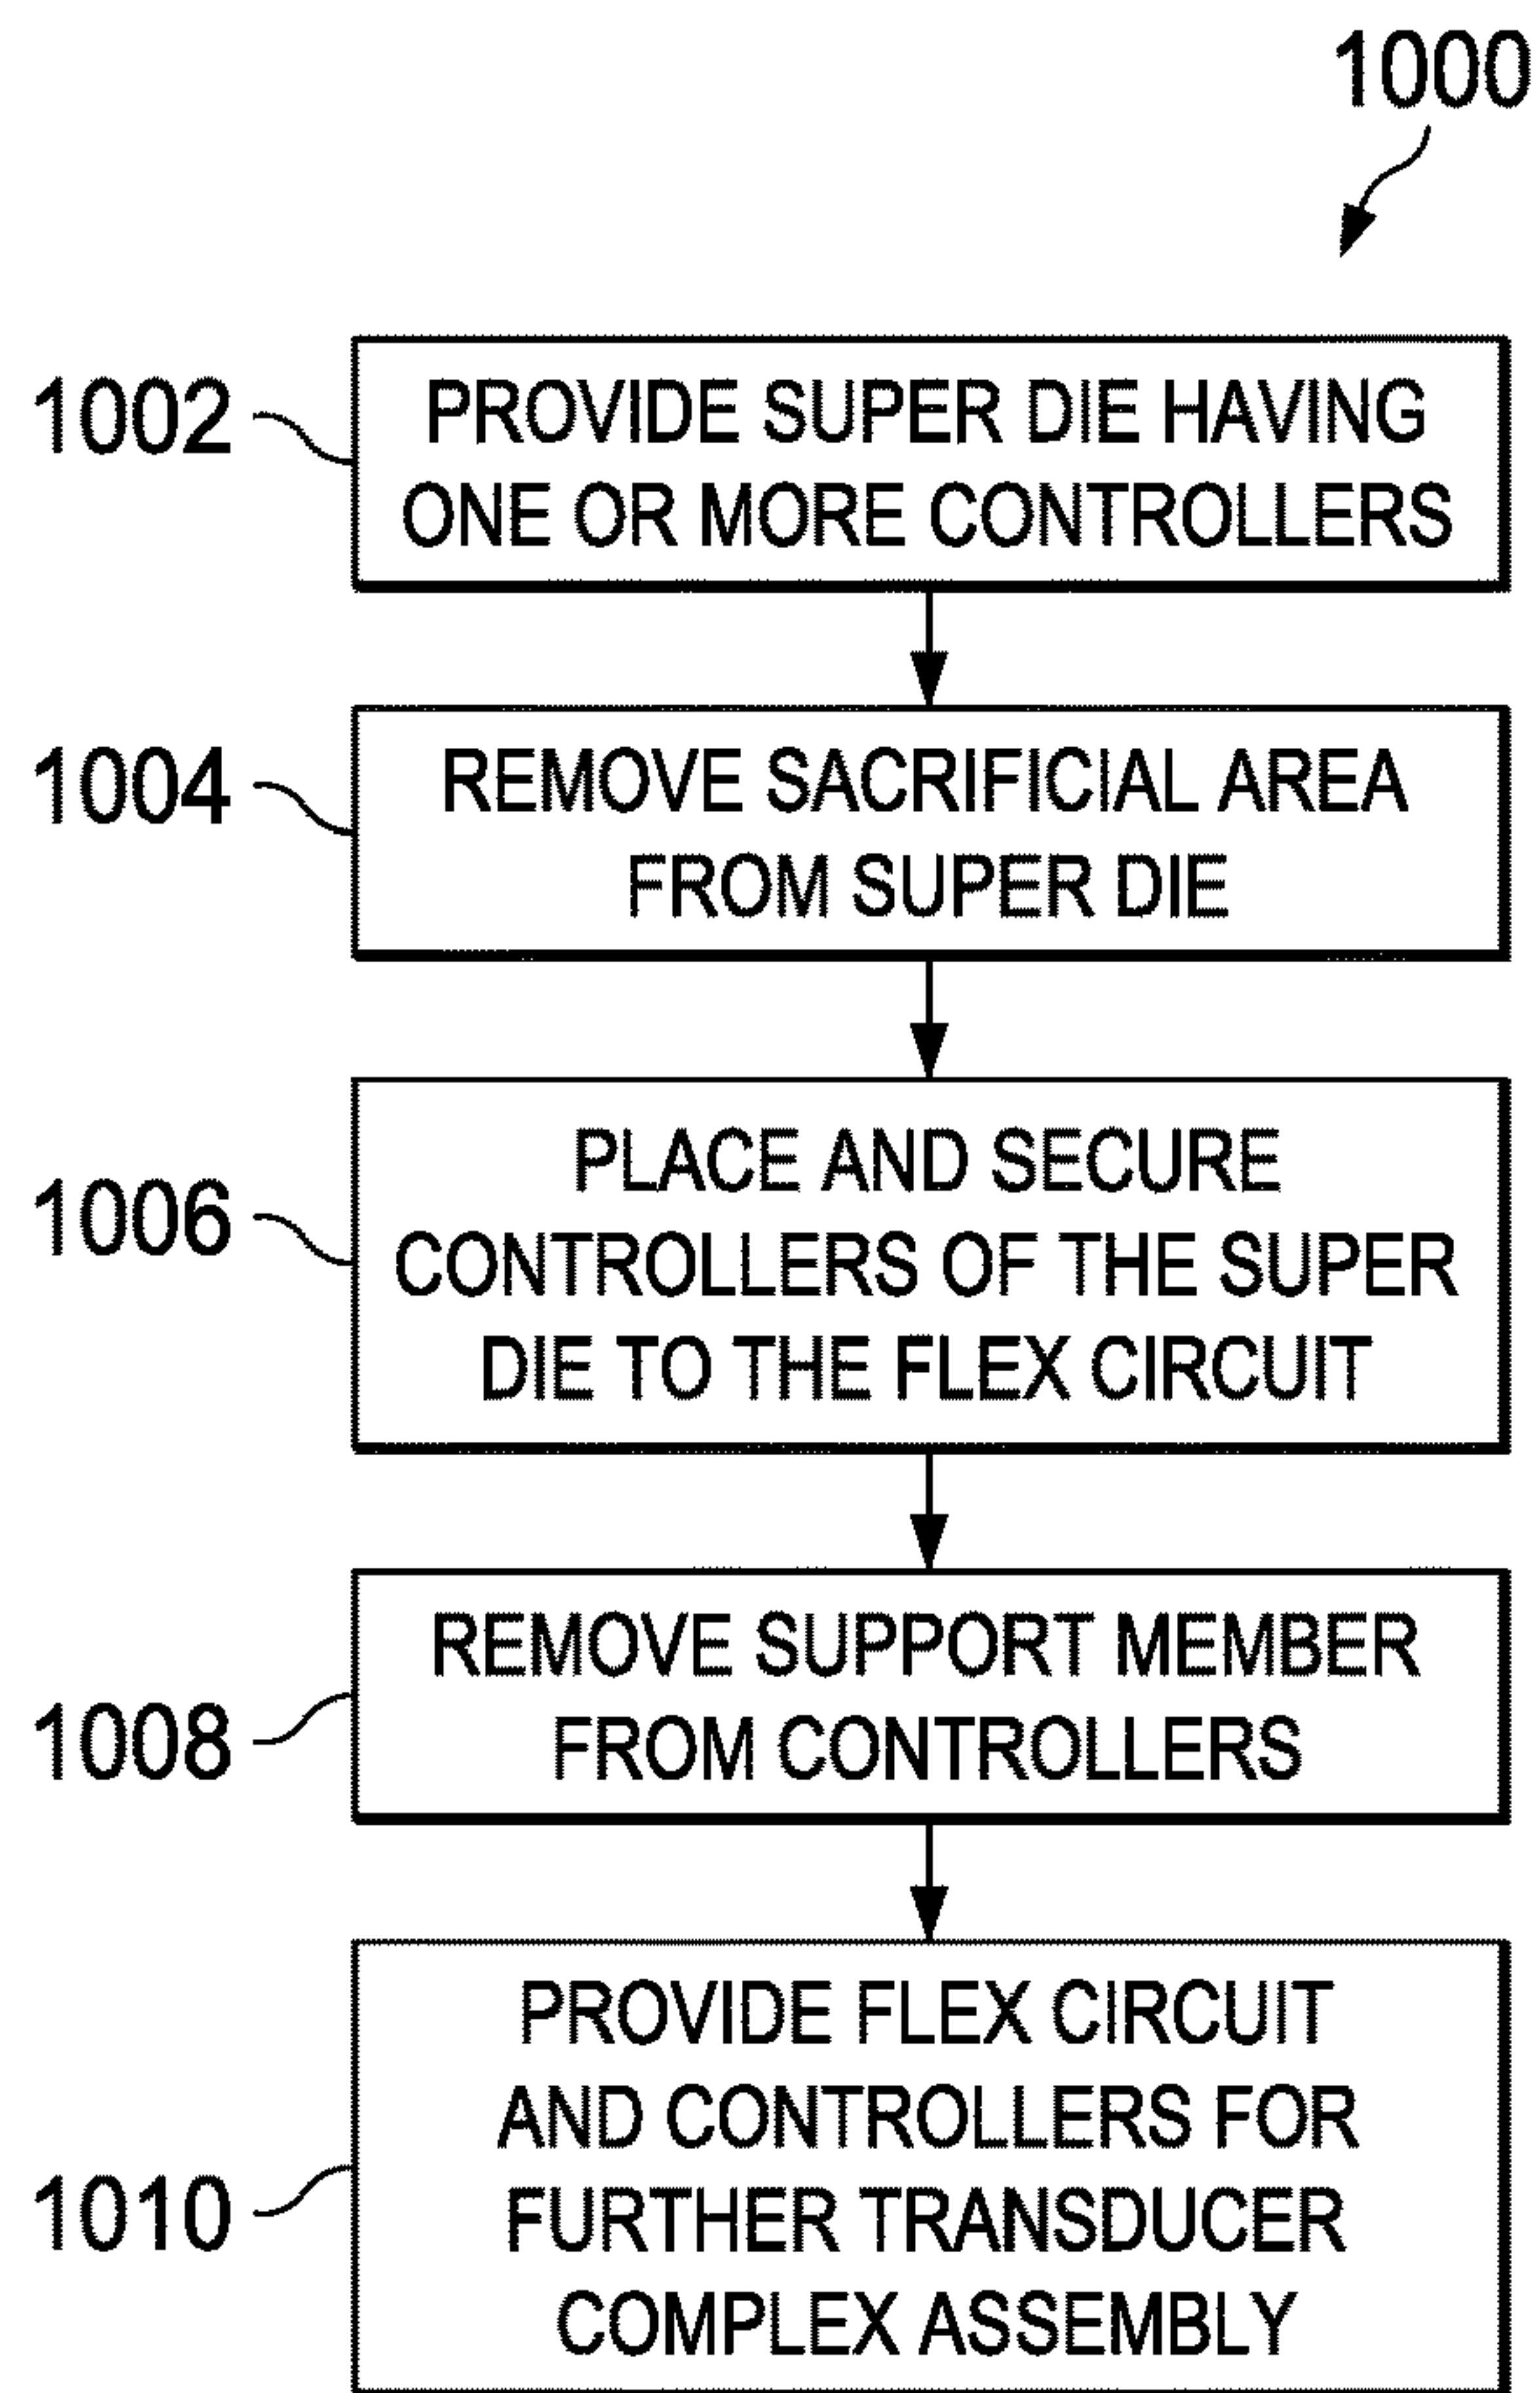 1000
1002
PROVIDE SUPER DIE HAVING
ONE OR MORE CONTROLLERS
1004
REMOVE SACRIFICIAL AREA
FROM SUPER DIE
1006
PLACE AND SECURE
CONTROLLERS OF THE SUPER
DIE TO THE FLEX CIRCUIT
1008
REMOVE SUPPORT MEMBER
FROM CONTROLLERS
1010
PROVIDE FLEX CIRCUIT
AND CONTROLLERS FOR
FURTHER TRANSDUCER
COMPLEX ASSEMBLY